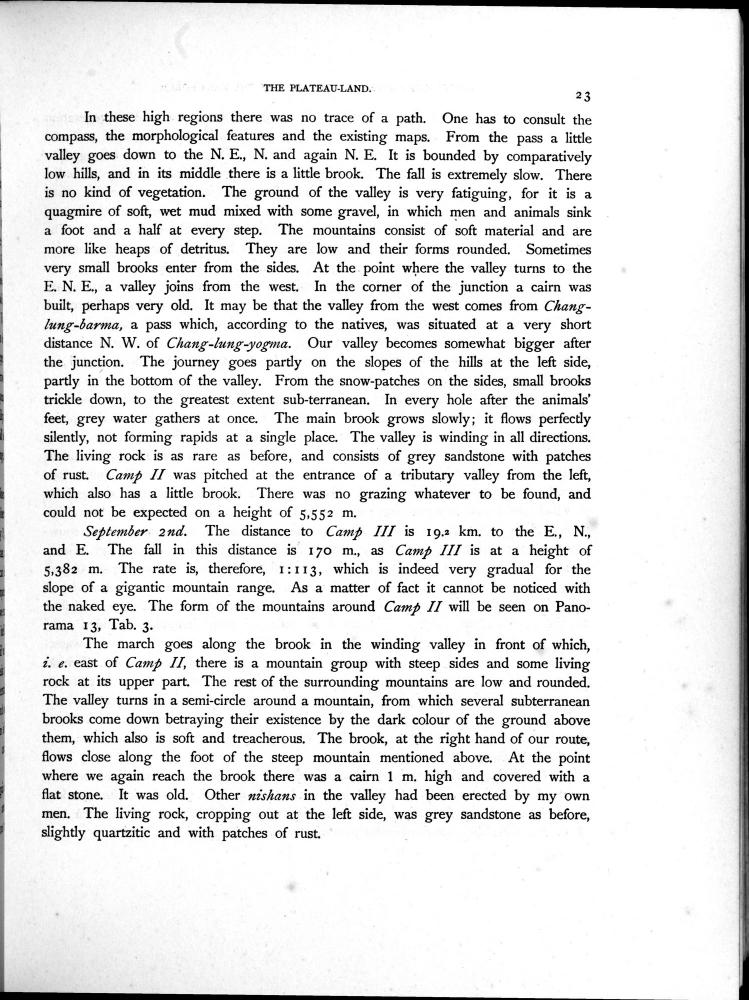 THE PLATEAU-LAND.
23
In these high regions there was no trace of a path. One has to consult the
compass, the morphological features and the existing maps. From the pass a little
valley goes down to the N. E., N. and again N. E. It is bounded by comparatively
low hills, and in its middle there is a little brook. The fall is extremely slow. There
is no kind of vegetation. The ground of the valley is very fatiguing, for it is a
quagmire of soft, wet mud mixed with some gravel, in which men and animals sink
a foot and a half at every step. The mountains consist of soft material and are
more like heaps of detritus. They are low and their forms rounded. Sometimes
very small brooks enter from the sides. At the point where the valley turns to the
E. N. E., a valley joins from the west. In the corner of the junction a cairn was
built, perhaps very old. It may be that the valley from the west comes from Chang-
lung-barma, a pass which, according to the natives, was situated at a very short
distance N. W. of Chang-lung-yogma. Our valley becomes somewhat bigger after
the junction. The journey goes partly on the slopes of the hills at the left side,
partly in the bottom of the valley. From the snow-patches on the sides, small brooks
trickle down, to the greatest extent sub-terranean. In every hole after the animals'
feet, grey water gathers at once. The main brook grows slowly; it flows perfectly
silently, not forming rapids at a single place. The valley is winding in all directions.
The living rock is as rare as before, and consists of grey sandstone with patches
of rust. Camp II was pitched at the entrance of a tributary valley from the left,
which also has a little brook. There was no grazing whatever to be found, and
could not be expected on a height of 5,552 m.
September 2nd. The distance to Camp III is 19,2 km. to the E., N.,
and E. The fall in this distance is 170 m., as Camp III is at a height of
5,382 m. The rate is, therefore, 1:113, which is indeed very gradual for the
slope of a gigantic mountain range. As a matter of fact it cannot be noticed with
the naked eye. The form of the mountains around Camp II will be seen on Pano-
rama 13, Tab. 3.
The march goes along the brook in the winding valley in front of which,
i. e. east of Camp II, there is a mountain group with steep sides and some living
rock at its upper part. The rest of the surrounding mountains are low and rounded.
The valley turns in a semi-circle around a mountain, from which several subterranean
brooks come down betraying their existence by the dark colour of the ground above
them, which also is soft and treacherous. The brook, at the right hand of our route,
flows close along the foot of the steep mountain mentioned above. At the point
where we again reach the brook there was a cairn 1 m. high and covered with a
flat stone. It was old. Other nishans in the valley had been erected by my own
men. The living rock, cropping out at the left side, was grey sandstone as before,
slightly quartzitic and with patches of rust.